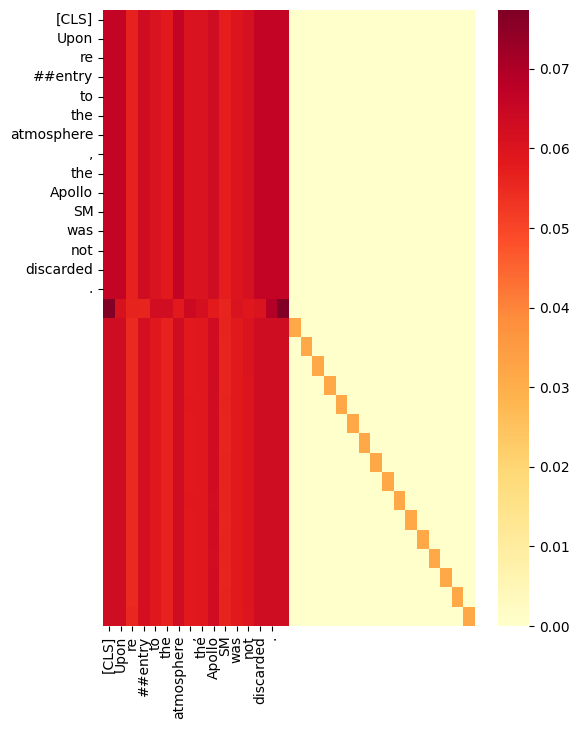 [CLS]
Upon
re
##entry
to
the
atmosphere
,
the
Apollo
SM
was
not
discarded
.
0.07
0.06
0.05
0.04
0.03
0.02
0.01
0.00
[CLS]
Upon
re
##entry
to
the
atmosphere
,
the
Apollo
SM
was
not
discarded
.